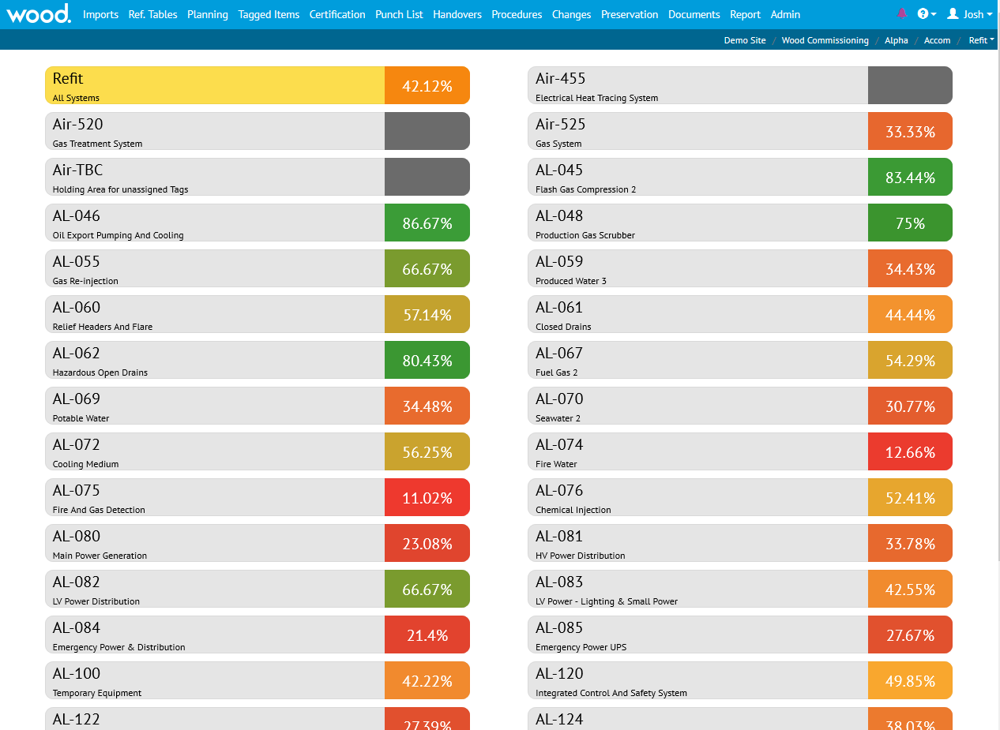 wood.
Imports Ref. Tables Planning Tagged Items Certification Punch List Handovers Procedures Changes Preservation Documents Report Admin ? Josh
Demo Site / Wood Commissioning / Alpha / Accom / Refit
Refit
All Systems
42.12%
Air-455
Electrical Heat Tracing System
Air-520
Gas Treatment System
Air-525
Gas System
33.33%
Air-TBC
Holding Area for unassigned Tags
AL-045
Flash Gas Compression 2
83.44%
AL-046
Oil Export Pumping And Cooling
86.67%
AL-048
Production Gas Scrubber
75%
AL-055
Gas Re-injection
66.67%
AL-059
Produced Water 3
34.43%
AL-060
Relief Headers And Flare
57.14%
AL-061
Closed Drains
44.44%
AL-062
Hazardous Open Drains
80.43%
AL-067
Fuel Gas 2
54.29%
AL-069
Potable Water
34.48%
AL-070
Seawater 2
30.77%
AL-072
Cooling Medium
56.25%
AL-074
Fire Water
12.66%
AL-075
Fire And Gas Detection
11.02%
AL-076
Chemical Injection
52.41%
AL-080
Main Power Generation
23.08%
AL-081
HV Power Distribution
33.78%
AL-082
LV Power Distribution
66.67%
AL-083
LV Power - Lighting & Small Power
42.55%
AL-084
Emergency Power & Distribution
21.4%
AL-085
Emergency Power UPS
27.67%
AL-100
Temporary Equipment
42.22%
AL-120
Integrated Control And Safety System
49.85%
AL-122
27.39%
AL-124
38.03%